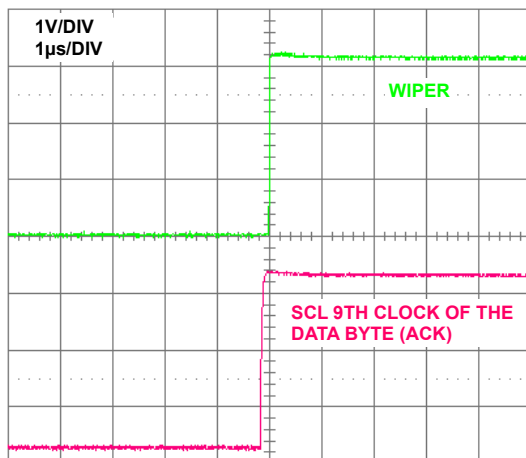 1V/DIV
1µs/DIV
WIPER
SCL 9TH CLOCK OF THE
DATA BYTE (ACK)